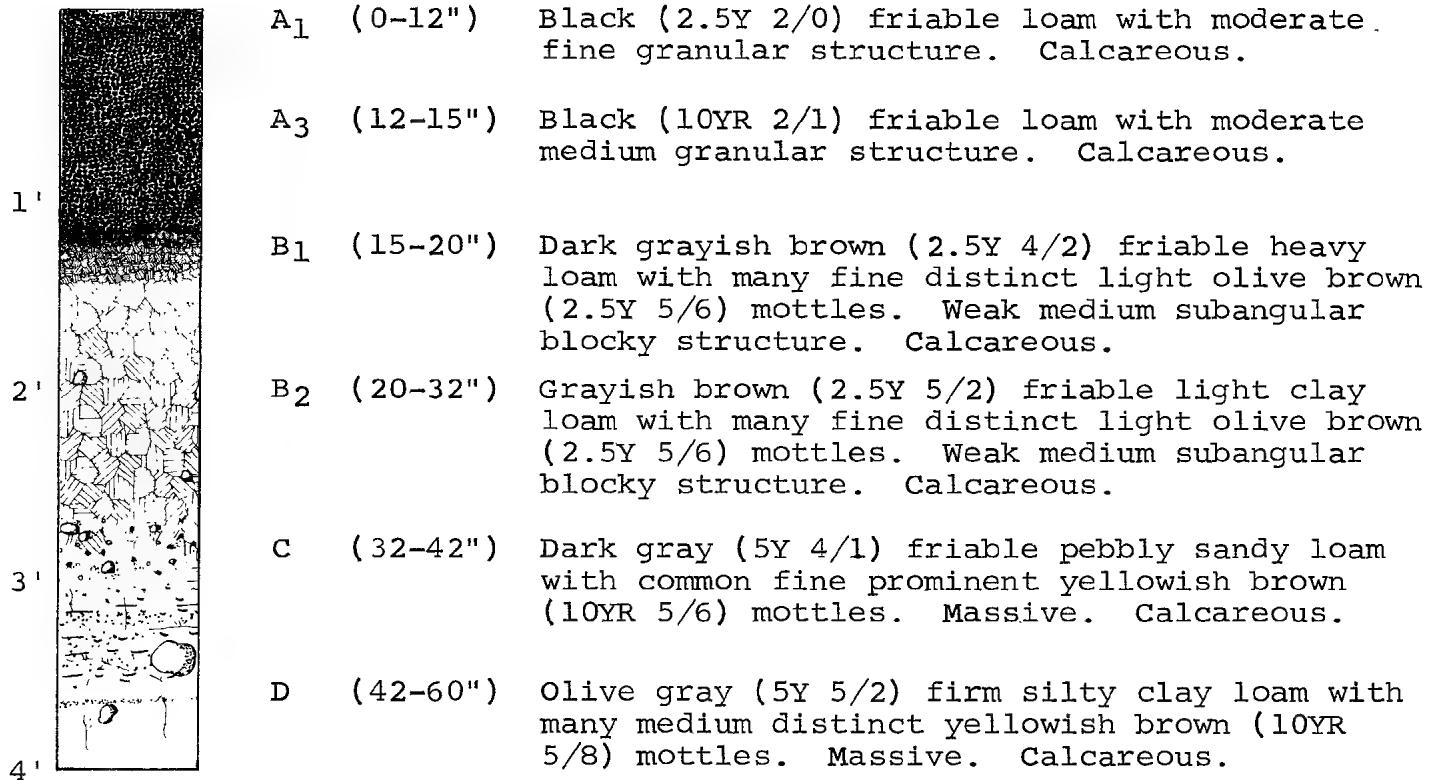 A1 (0-12") Black (2.5Y 2/0) friable loam with moderate
fine granular structure. Calcareous.
A3 (12-15") Black (10YR 2/1) friable loam with moderate
medium granular structure. Calcareous.
1'
B1 (15-20") Dark grayish brown (2.5Y 4/2) friable heavy
loam with many fine distinct light olive brown
(2.5Y 5/6) mottles. Weak medium subangular
blocky structure. Calcareous.
2'
B2 (20-32") Grayish brown (2.5Y 5/2) friable light clay
loam with many fine distinct light olive brown
(2.5Y 5/6) mottles. Weak medium subangular
blocky structure. Calcareous.
C (32-42") Dark gray (5Y 4/1) friable pebbly sandy loam
3'
with common fine prominent yellowish brown
(10YR 5/6) mottles. Massive. Calcareous.
D (42-60") Olive gray (5Y 5/2) firm silty clay loam with
many medium distinct yellowish brown (10YR
5/8) mottles. Massive. Calcareous.
4'